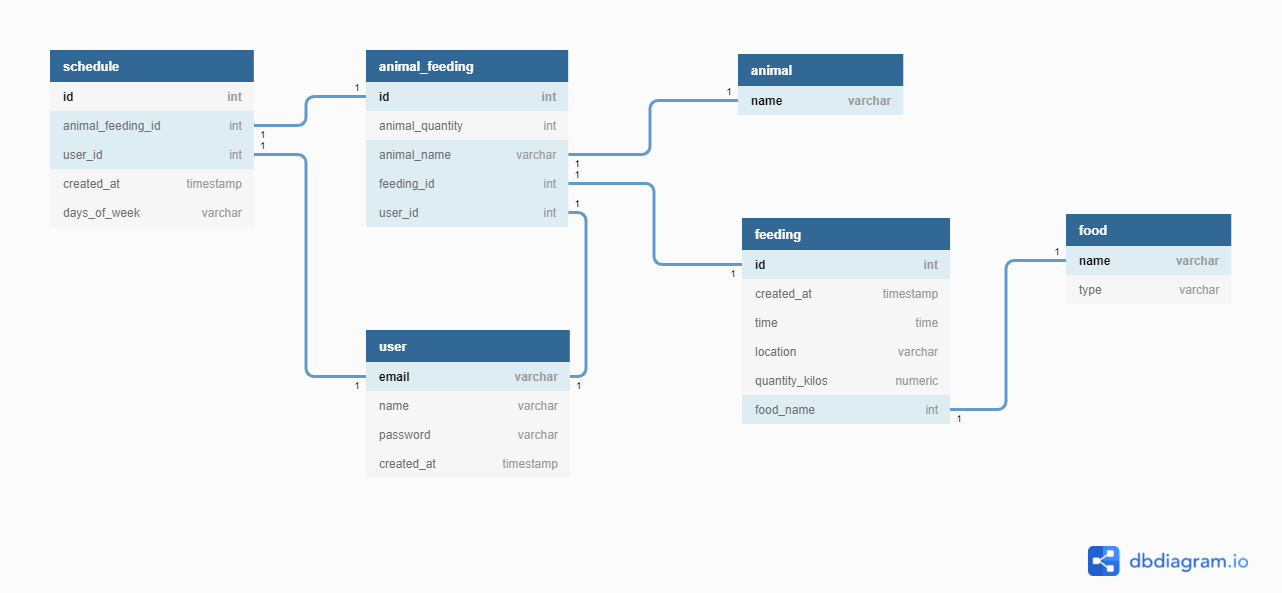 schedule
id int
animal_feeding_id int
user_id int
created_at timestamp
days_of_week varchar
1
1
1
animal_feeding
id int
animal_quantity int
animal_name varchar
feeding_id int
user_id int
1
1
1
1
animal
name varchar
1
user
email varchar
name varchar
password varchar
created_at timestamp
1
1
feeding
id int
created_at timestamp
time time
location varchar
quantity_kilos numeric
food_name int
1
1
food
name varchar
type varchar
1
dbdiagram.io